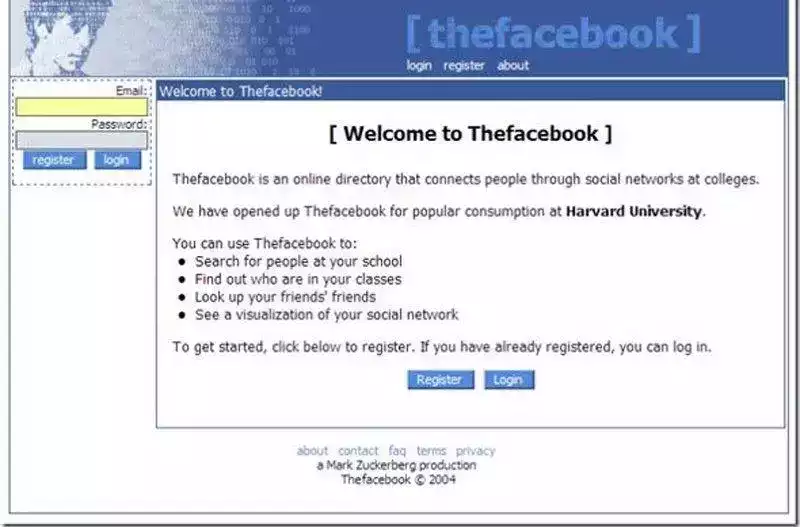 [ thefacebook ]
login register about
Email:
Password:
register login
Welcome to Thefacebook!
[ Welcome to Thefacebook ]
Thefacebook is an online directory that connects people through social networks at colleges.
We have opened up Thefacebook for popular consumption at Harvard University.
You can use Thefacebook to:
• Search for people at your school
• Find out who are in your classes
• Look up your friends' friends
• See a visualization of your social network
To get started, click below to register. If you have already registered, you can log in.
Register Login
about contact faq terms privacy
a Mark Zuckerberg production
Thefacebook © 2004